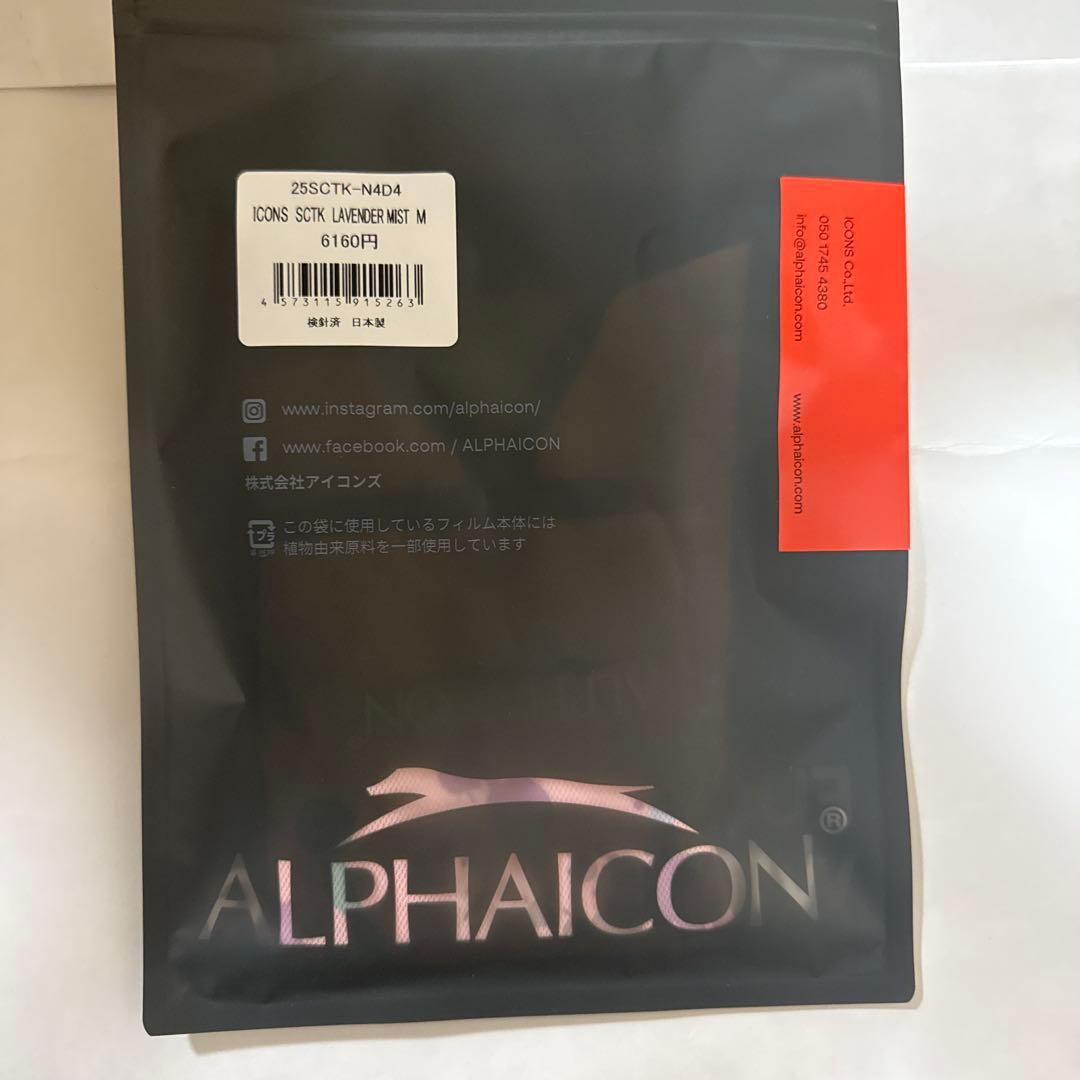 25SCTK-N4D4
ICONS SCTK LAVENDER MIST M
6160円
4 573115 915263
検針済 日本製
ICONS Co.,Ltd.
050 1745 4380
info@alphaicon.com www.alphaicon.com
www.instagram.com/alphaicon/
www.facebook.com / ALPHAICON
株式会社アイコンズ
プラ
この袋に使用しているフィルム本体には
植物由来原料を一部使用しています
ALPHAICON®